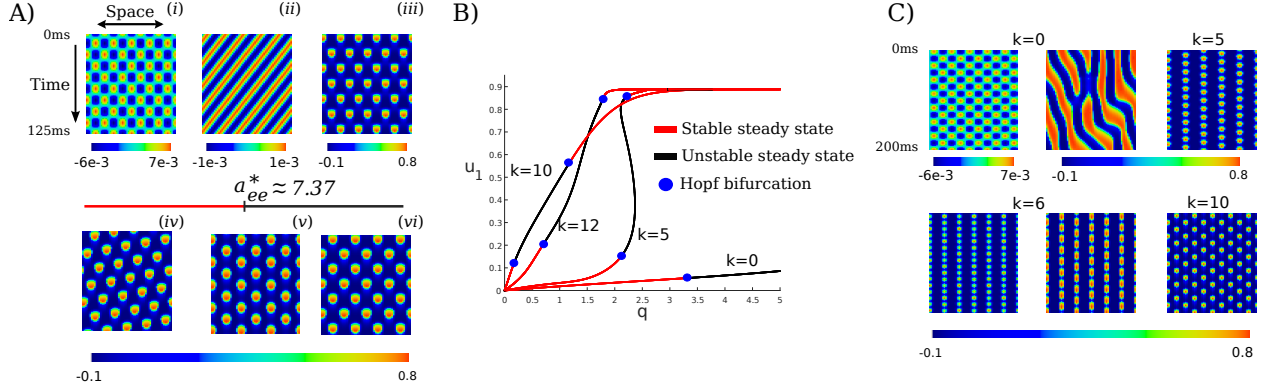 A)
Space
(i)
(ii)
(iii)
0ms
Time
125ms
-6e-3
7e-3
-1e-3
1e-3
-0.1
0.8
a*ee ≈ 7.37
(iv)
(v)
(vi)
-0.1
0.8
B)
0.9
0.8
0.7
0.6
0.5
0.4
0.3
0.2
0.1
0
u1
k=10
k=12
k=5
k=0
Stable steady state
Unstable steady state
Hopf bifurcation
0
0.5
1
1.5
2
2.5
3
3.5
4
4.5
5
q
C)
k=0
k=5
0ms
200ms
-6e-3
7e-3
-0.1
0.8
k=6
k=10
-0.1
0.8